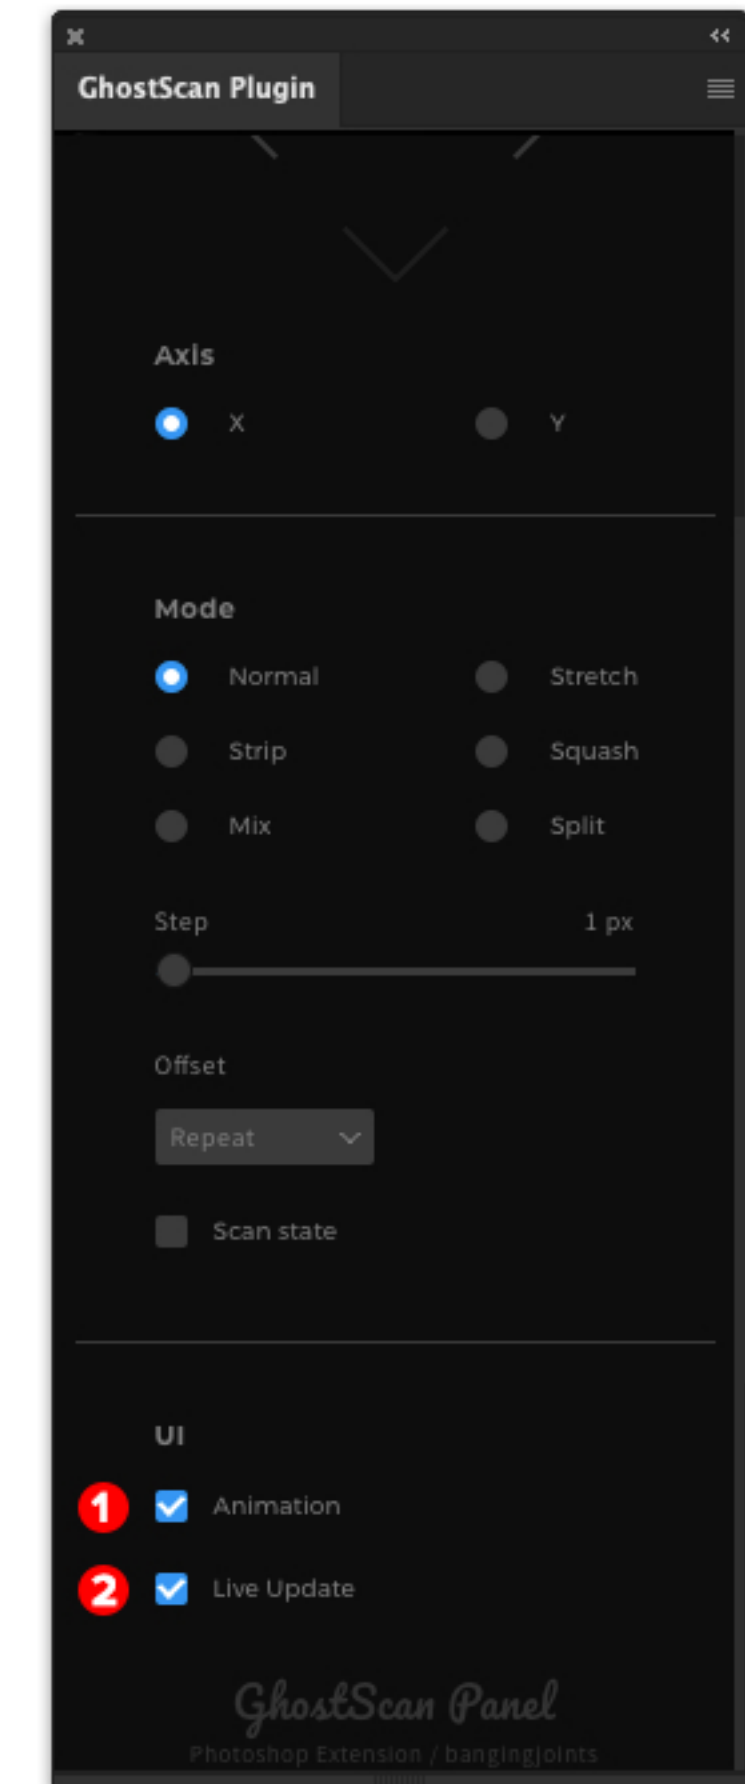 GhostScan Plugin
Axis
X Y
Mode
Normal Stretch
Strip Squash
Mix Split
Step 1 px
Offset
Repeat
Scan state
UI
1 Animation
2 Live Update
GhostScan Panel
Photoshop Extension / bangingjoints